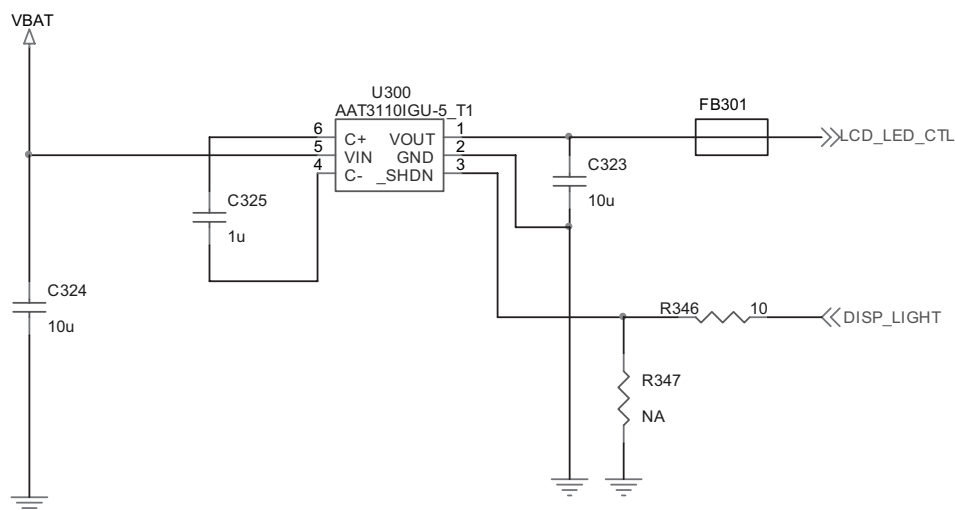 VBAT
U300
AAT3110IGU-5_T1
6
5
4
C+
VIN
C-
VOUT
GND
_SHDN
1
2
3
FB301
LCD_LED_CTL
C323
10u
C325
1u
C324
10u
R346
10
DISP_LIGHT
R347
NA